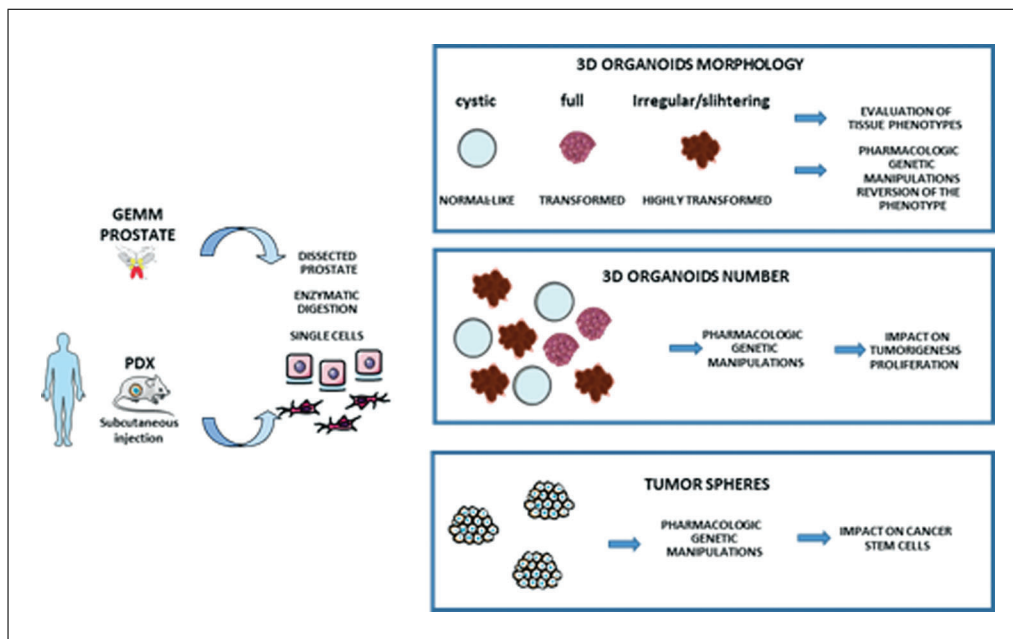 GEMM
PROSTATE
PDX
Subcutaneous
injection
DISSECTED
PROSTATE
ENZYMATIC
DIGESTION
SINGLE CELLS
3D ORGANOIDS MORPHOLOGY
cystic full Irregular/slihtering
NORMAL-LIKE TRANSFORMED HIGHLY TRANSFORMED
EVALUATION OF
TISSUE PHENOTYPES
PHARMACOLOGIC
GENETIC
MANIPULATIONS
REVERSION OF THE
PHENOTYPE
3D ORGANOIDS NUMBER
PHARMACOLOGIC
GENETIC
MANIPULATIONS
IMPACT ON
TUMORIGENESIS
PROLIFERATION
TUMOR SPHERES
PHARMACOLOGIC
GENETIC
MANIPULATIONS
IMPACT ON CANCER
STEM CELLS